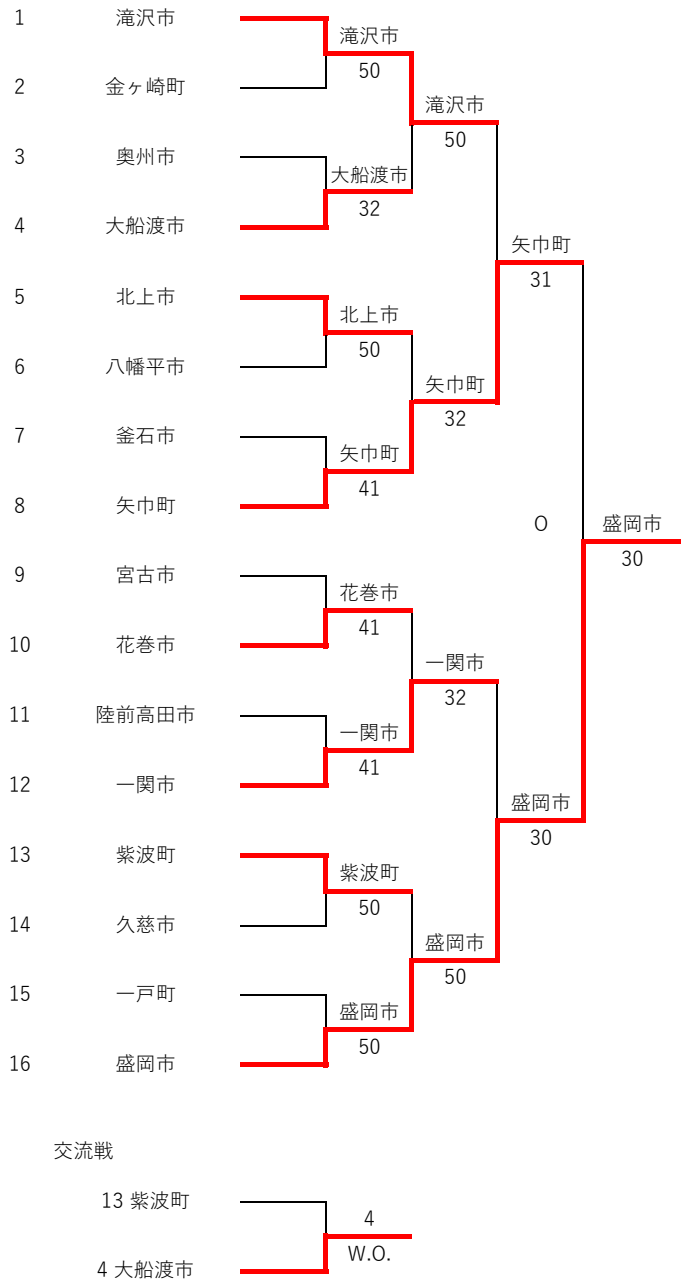 1 滝沢市
滝沢市
50
2 金ヶ崎町
滝沢市
50
3 奥州市
大船渡市
32
4 大船渡市
矢巾町
31
5 北上市
北上市
50
6 八幡平市
矢巾町
32
7 釜石市
矢巾町
41
8 矢巾町
O
盛岡市
30
9 宮古市
花巻市
41
10 花巻市
一関市
32
11 陸前高田市
一関市
41
12 一関市
盛岡市
30
13 紫波町
紫波町
50
14 久慈市
盛岡市
50
15 一戸町
盛岡市
50
16 盛岡市
交流戦
13 紫波町
4
W.O.
4 大船渡市